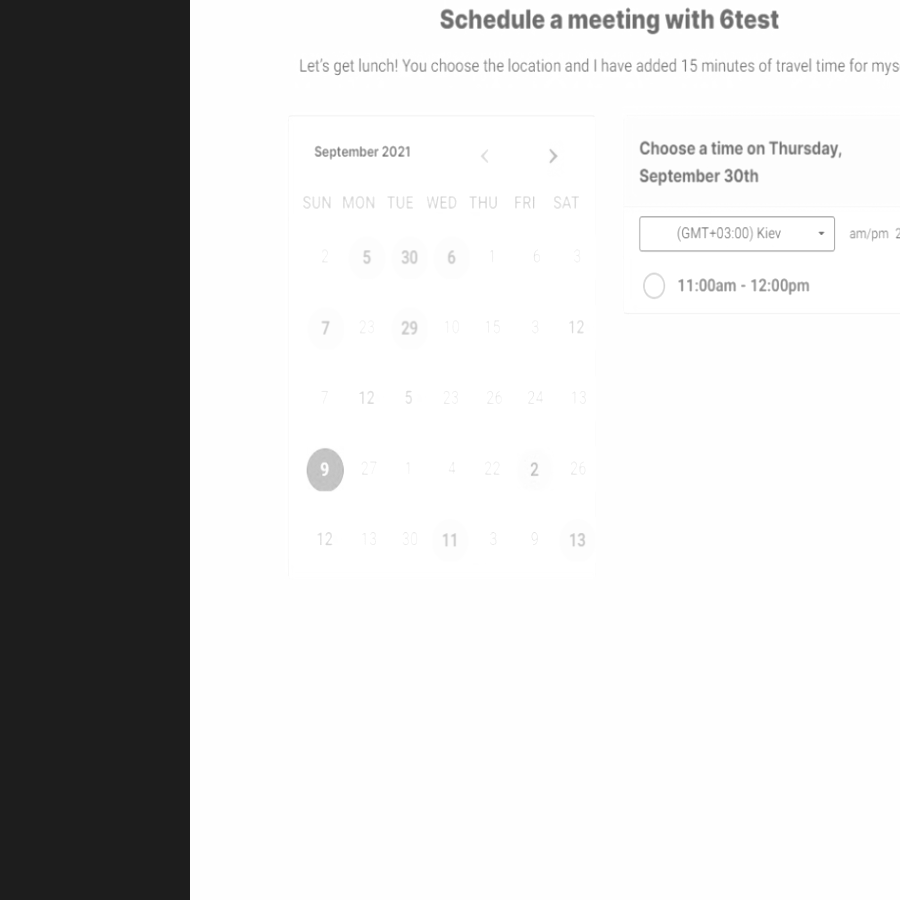 Schedule a meeting with 6test
Let's get lunch! You choose the location and I have added 15 minutes of travel time for mys
September 2021
SUN MON TUE WED THU FRI SAT
2 5 30 6 1 6 3
7 23 29 10 15 3 12
7 12 5 23 26 24 13
9 27 1 4 22 2 26
12 13 30 11 3 9 13
Choose a time on Thursday,
September 30th
(GMT+03:00) Kiev
am/pm 2
11:00am - 12:00pm